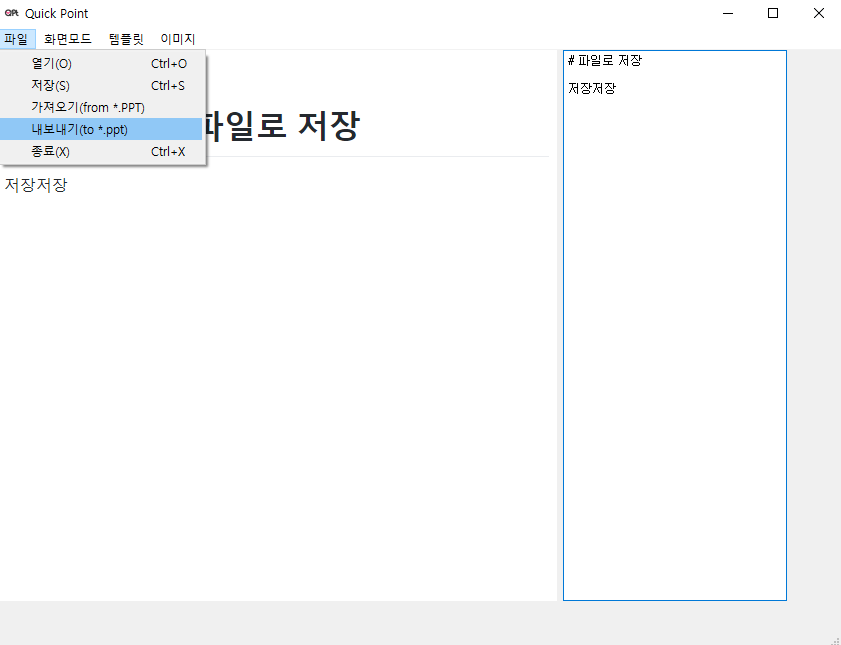 QPt Quick Point
파일 화면모드 템플릿 이미지
열기(O) Ctrl+O
저장(S) Ctrl+S
가져오기(from *.PPT)
내보내기(to *.ppt)
종료(X) Ctrl+X
파일로 저장
저장저장
# 파일로 저장
저장저장